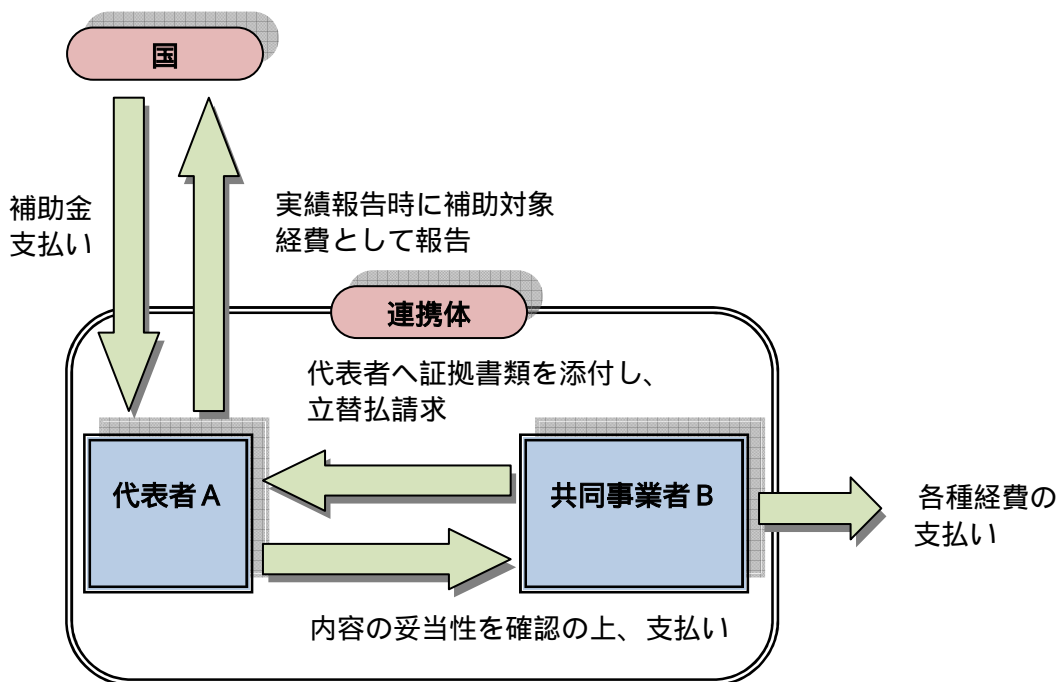 国
補助金
支払い
実績報告時に補助対象
経費として報告
連携体
代表者へ証拠書類を添付し、
立替払請求
代表者A
共同事業者B
各種経費の
支払い
内容の妥当性を確認の上、支払い